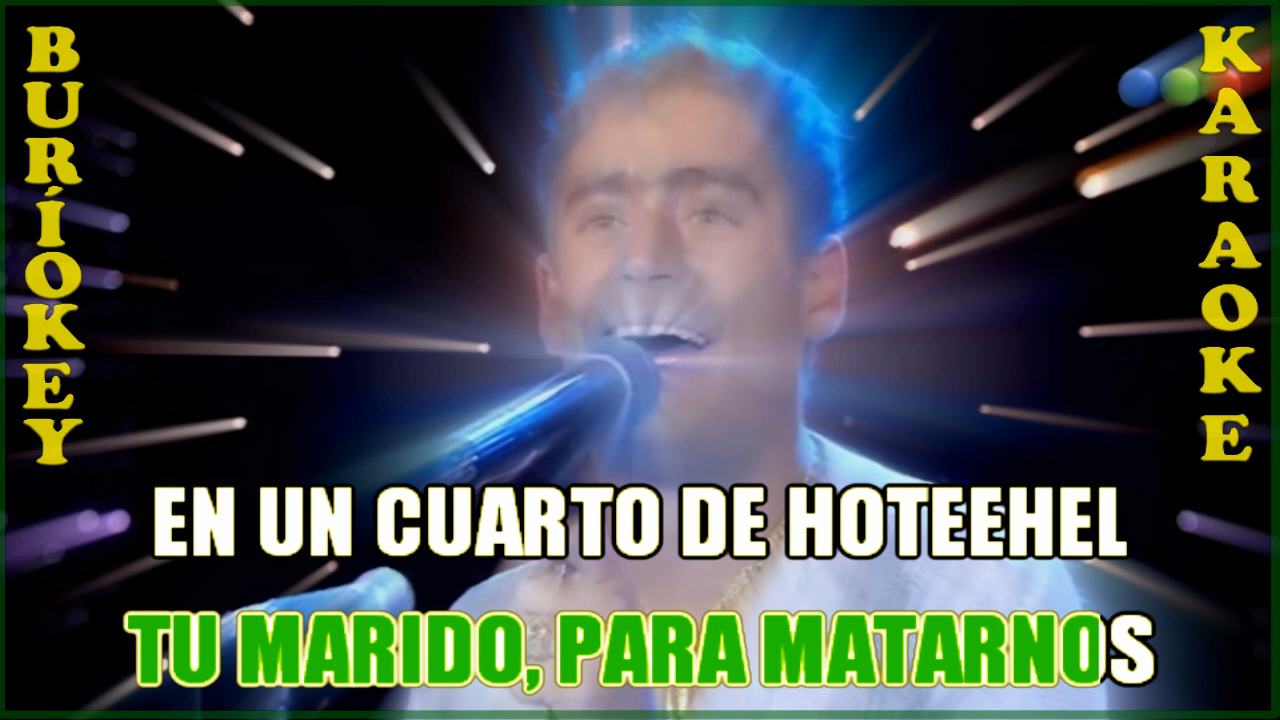 BURÍOKEY
KARAOKE
EN UN CUARTO DE HOTEEHEL
TU MARIDO, PARA MATARNOS